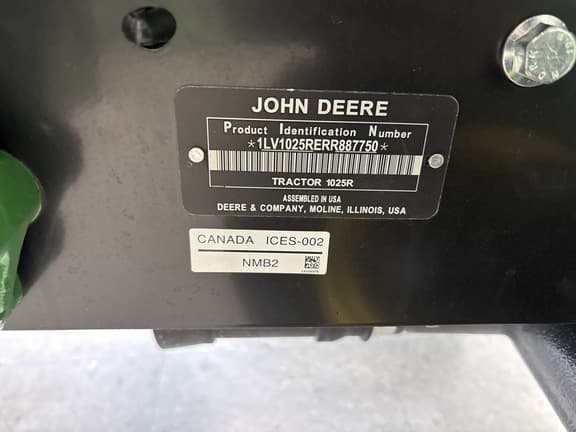 JOHN DEERE
Product Identification Number
*1LV1025RERR887750*
TRACTOR 1025R
ASSEMBLED IN USA
DEERE & COMPANY, MOLINE, ILLINOIS, USA
CANADA ICES-002
NMB2